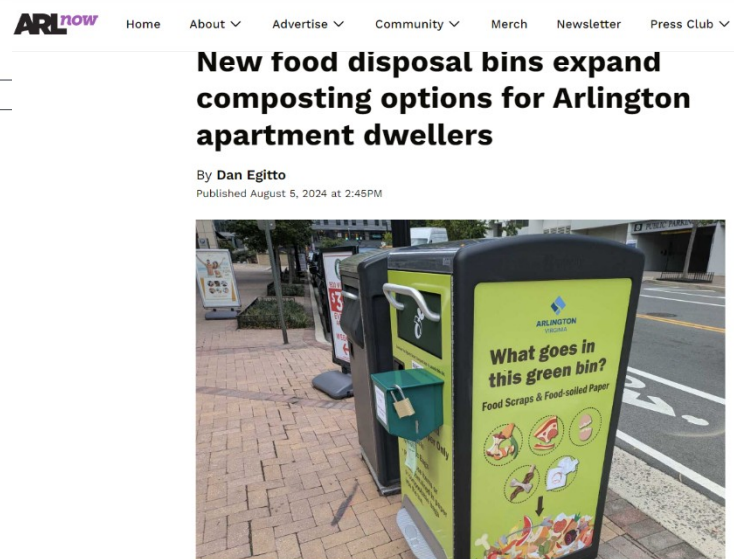 ARLnow
Home About Advertise Community Merch Newsletter Press Club
New food disposal bins expand
composting options for Arlington
apartment dwellers
By Dan Egitto
Published August 5, 2024 at 2:45PM
PUBLIC PARKING
ARLINGTON
VIRGINIA
What goes in
this green bin?
Food Scraps & Food-soiled Paper
Only